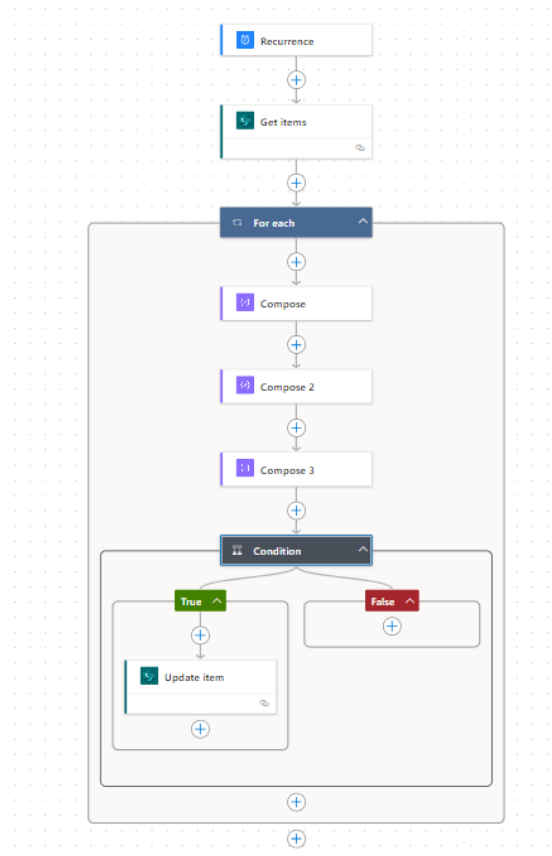 Recurrence
Get items
For each
Compose
Compose 2
Compose 3
Condition
True
False
Update item